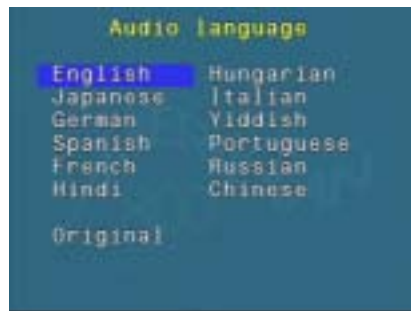 Audio language
English Hungarian
Japanese Italian
German Yiddish
Spanish Portuguese
French Russian
Hindi Chinese
Original